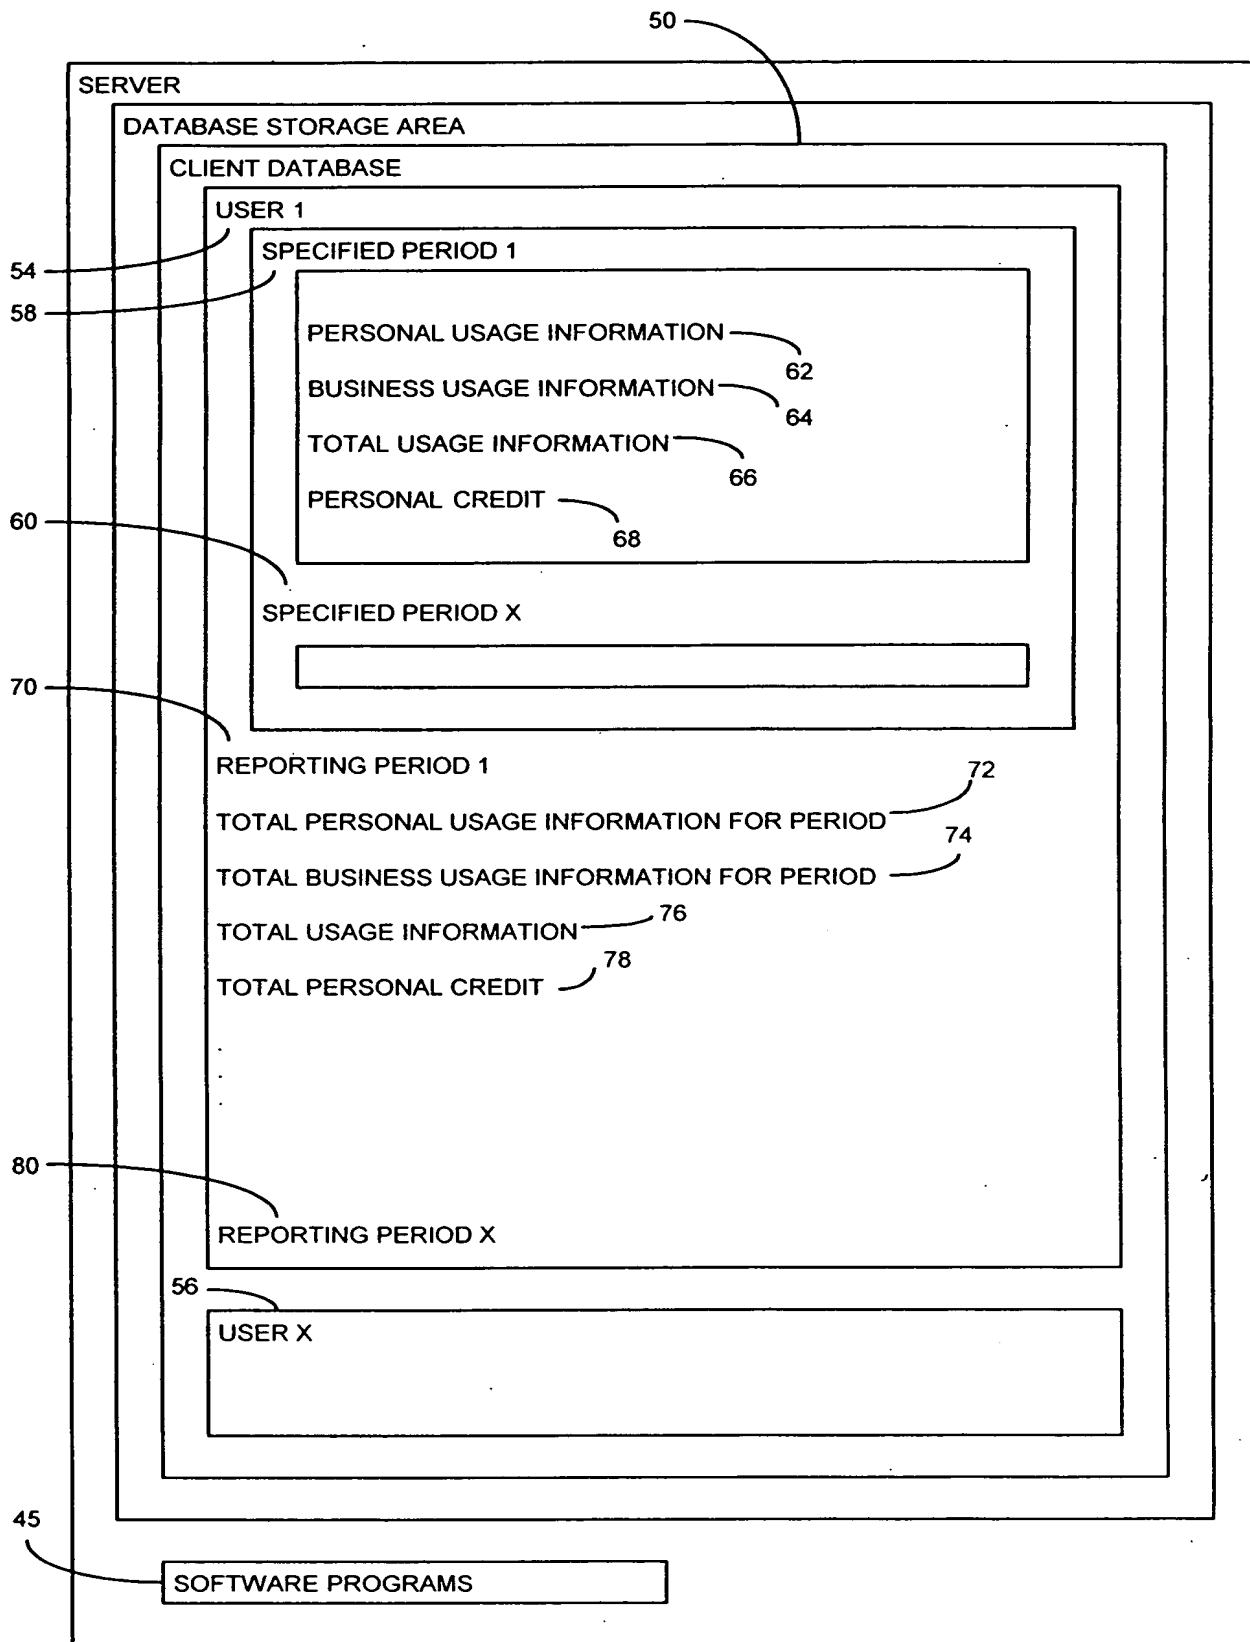 50
SERVER
DATABASE STORAGE AREA
CLIENT DATABASE
USER 1
SPECIFIED PERIOD 1
54
58
PERSONAL USAGE INFORMATION
62
BUSINESS USAGE INFORMATION
64
TOTAL USAGE INFORMATION
66
PERSONAL CREDIT
68
60
SPECIFIED PERIOD X
70
REPORTING PERIOD 1
72
TOTAL PERSONAL USAGE INFORMATION FOR PERIOD
74
TOTAL BUSINESS USAGE INFORMATION FOR PERIOD
76
TOTAL USAGE INFORMATION
78
TOTAL PERSONAL CREDIT
.
.
.
80
REPORTING PERIOD X
56
USER X
45
SOFTWARE PROGRAMS